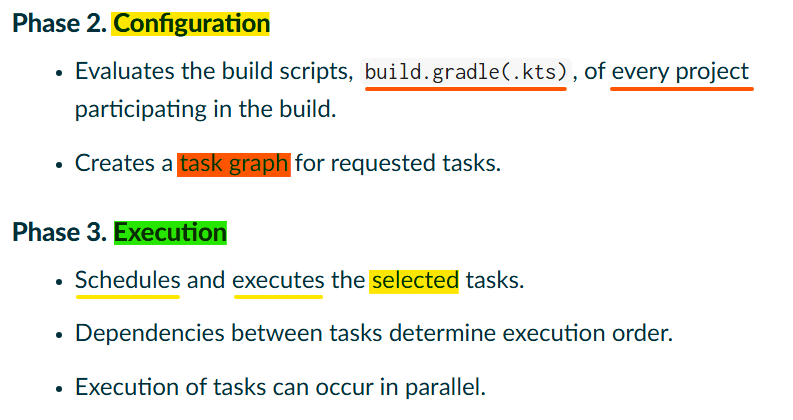 Phase 2. Configuration
• Evaluates the build scripts, build.gradle(.kts), of every project
participating in the build.
• Creates a task graph for requested tasks.
Phase 3. Execution
• Schedules and executes the selected tasks.
• Dependencies between tasks determine execution order.
• Execution of tasks can occur in parallel.